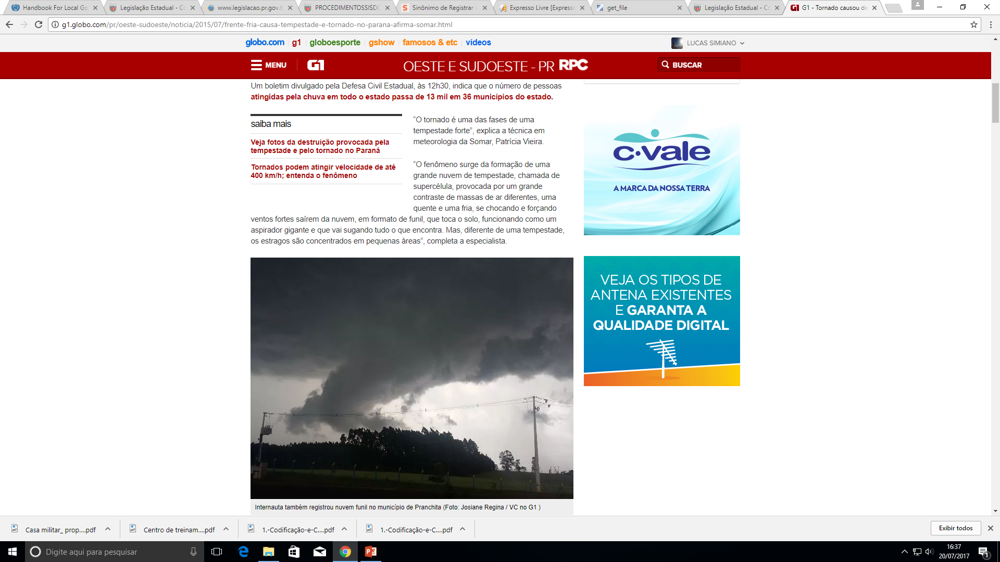 Handbook For Local Go
Legislação Estadual - Co
www.legislacao.pr.gov.b
PROCEDIMENTOSSISDC
Sinônimo de Registrar -
Expresso Livre [Expresso
get_file
Legislação Estadual - Co
G1 - Tornado causou de
g1.globo.com/pr/oeste-sudoeste/noticia/2015/07/frente-fria-causa-tempestade-e-tornado-no-parana-afirma-somar.html
globo.com g1 globoesporte gshow famosos & etc vídeos
LUCAS SIMIANO
MENU
G1
OESTE E SUDOESTE - PR RPC
BUSCAR
Um boletim divulgado pela Defesa Civil Estadual, às 12h30, indica que o número de pessoas
atingidas pela chuva em todo o estado passa de 13 mil em 36 municípios do estado.
saiba mais
Veja fotos da destruição provocada pela
tempestade e pelo tornado no Paraná
Tornados podem atingir velocidade de até
400 km/h; entenda o fenômeno
“O tornado é uma das fases de uma
tempestade forte”, explica a técnica em
meteorologia da Somar, Patrícia Vieira.
“O fenômeno surge da formação de uma
grande nuvem de tempestade, chamada de
supercélula, provocada por um grande
contraste de massas de ar diferentes, uma
quente e uma fria, se chocando e forçando
ventos fortes saírem da nuvem, em formato de funil, que toca o solo, funcionando como um
aspirador gigante e que vai sugando tudo o que encontra. Mas, diferente de uma tempestade,
os estragos são concentrados em pequenas áreas”, completa a especialista.
c.vale
A MARCA DA NOSSA TERRA
VEJA OS TIPOS DE
ANTENA EXISTENTES
E GARANTA A
QUALIDADE DIGITAL
Internauta também registrou nuvem funil no município de Pranchita (Foto: Josiane Regina / VC no G1 )
Casa militar_ prop....pdf
Centro de treinam....pdf
1.-Codificação-e-C....pdf
1.-Codificação-e-C....pdf
Exibir todos
Digite aqui para pesquisar
16:37
20/07/2017
1